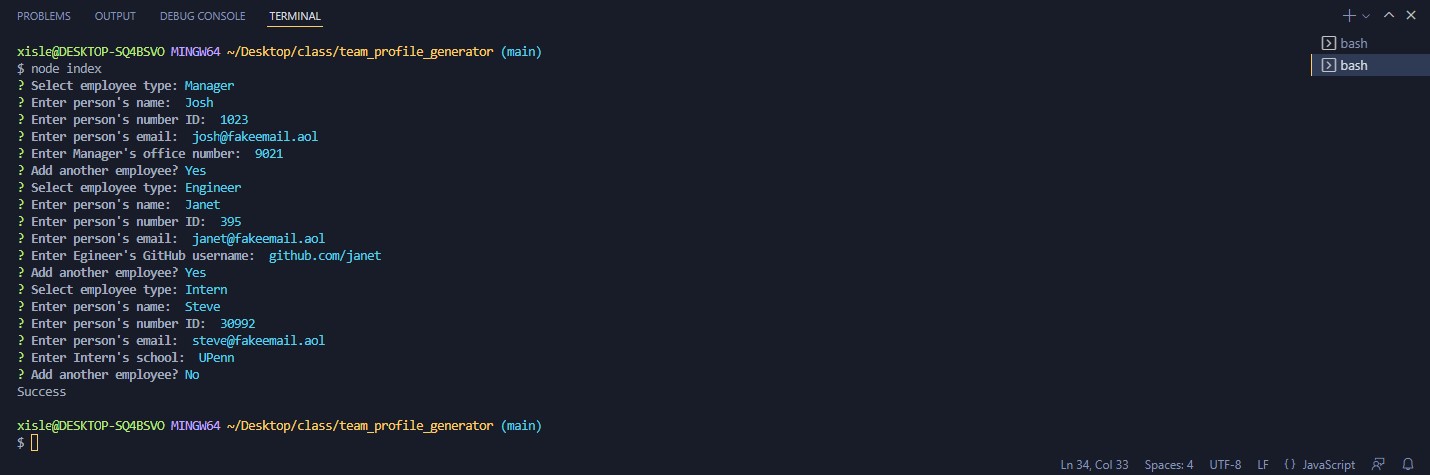 PROBLEMS OUTPUT DEBUG CONSOLE TERMINAL
xisle@DESKTOP-SQ4BSVO MINGW64 ~/Desktop/class/team_profile_generator (main)
$ node index
? Select employee type: Manager
? Enter person's name:  Josh
? Enter person's number ID:  1023
? Enter person's email:  josh@fakeemail.aol
? Enter Manager's office number:  9021
? Add another employee? Yes
? Select employee type: Engineer
? Enter person's name:  Janet
? Enter person's number ID:  395
? Enter person's email:  janet@fakeemail.aol
? Enter Egineer's GitHub username:  github.com/janet
? Add another employee? Yes
? Select employee type: Intern
? Enter person's name:  Steve
? Enter person's number ID:  30992
? Enter person's email:  steve@fakeemail.aol
? Enter Intern's school:  UPenn
? Add another employee? No
Success
xisle@DESKTOP-SQ4BSVO MINGW64 ~/Desktop/class/team_profile_generator (main)
$
bash
bash
Ln 34, Col 33 Spaces: 4 UTF-8 LF {} JavaScript